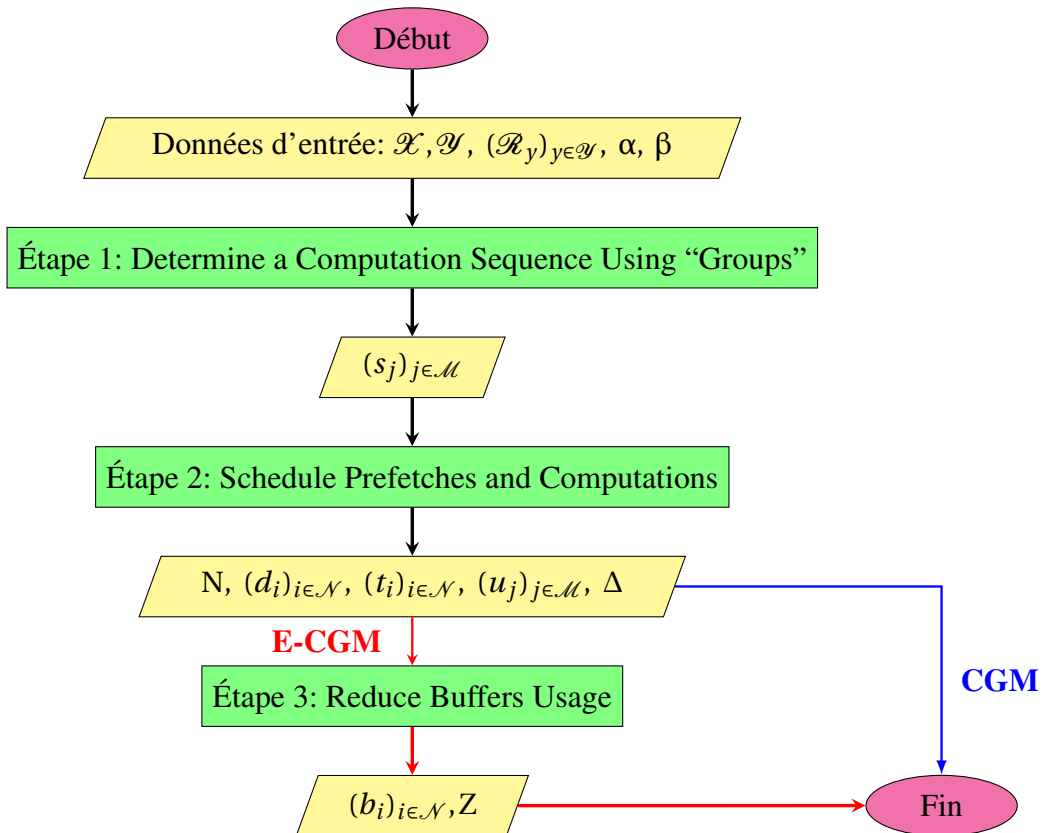 Début
Données d'entrée: 𝒳, 𝒴, (ℛ_y)_{y∈𝒴}, α, β
Étape 1: Determine a Computation Sequence Using “Groups”
(s_j)_{j∈ℳ}
Étape 2: Schedule Prefetches and Computations
N, (d_i)_{i∈𝒩}, (t_i)_{i∈𝒩}, (u_j)_{j∈ℳ}, Δ
E-CGM
Étape 3: Reduce Buffers Usage
CGM
(b_i)_{i∈𝒩},Z
Fin